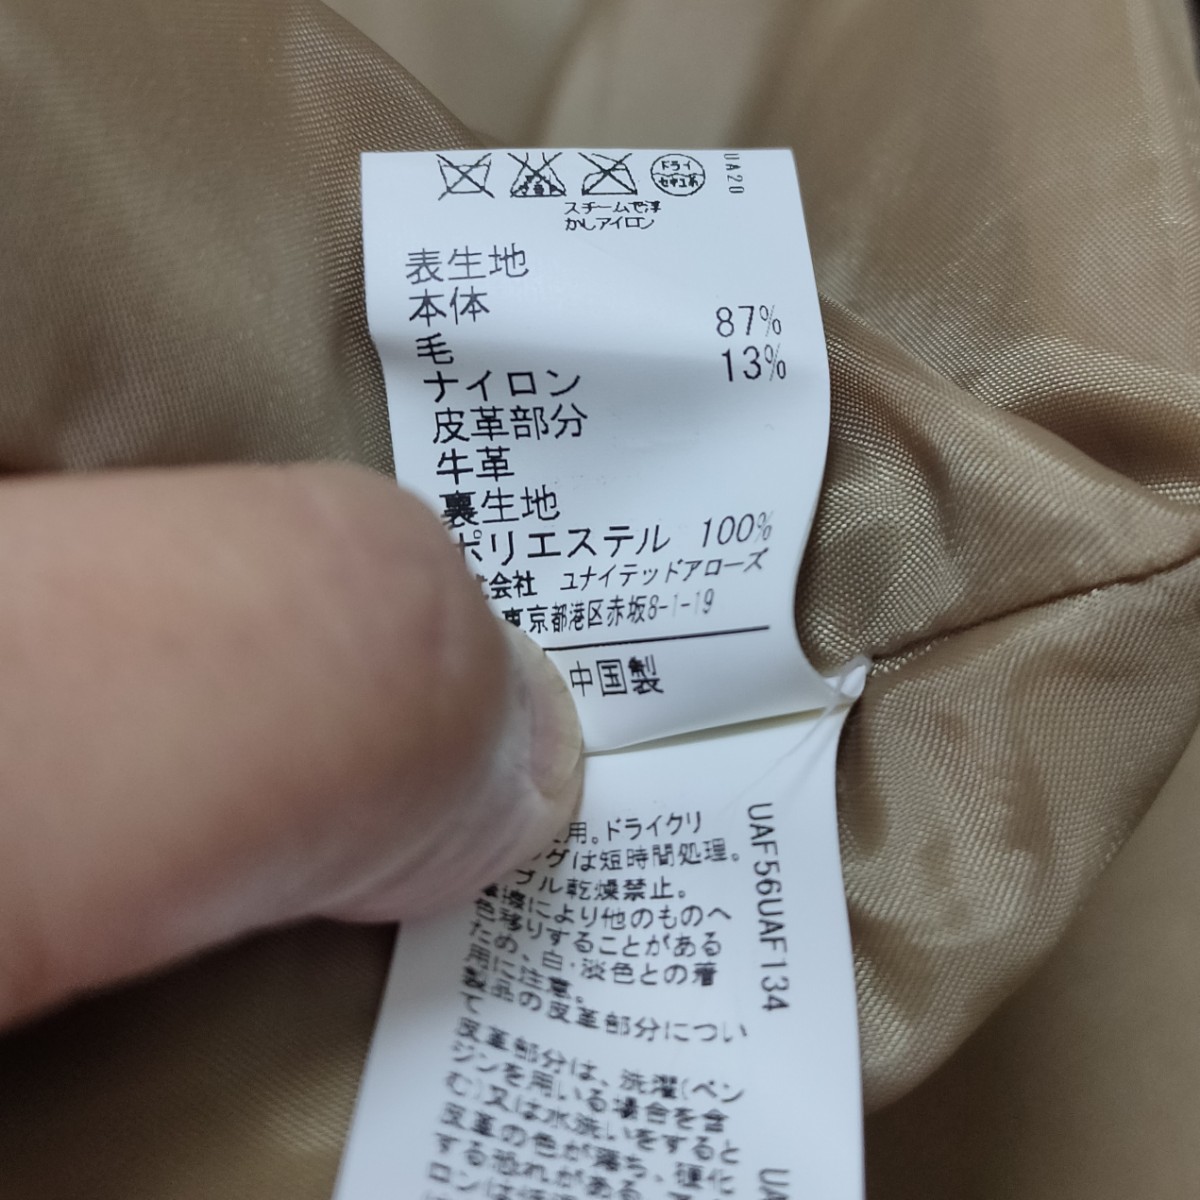 ドライ
セキユ系
UA20
スチームで浮
かしアイロン
表生地
本体
毛 87%
ナイロン 13%
皮革部分
牛革
裏生地
ポリエステル 100%
会社 ユナイテッドアローズ
東京都港区赤坂8-1-19
中国製
用。ドライクリ
グは短時間処理。
ブル乾燥禁止。
により他のものへ
色移りすることがある
ため、白・淡色との着
用に注意。
製品の皮革部分につい
て
皮革部分は、洗濯(ベン
ジンを用いる場合を含
む)又は水洗いをすると
皮革の色が落ち、硬化
する恐れがある。
UAF56UAF134
UA